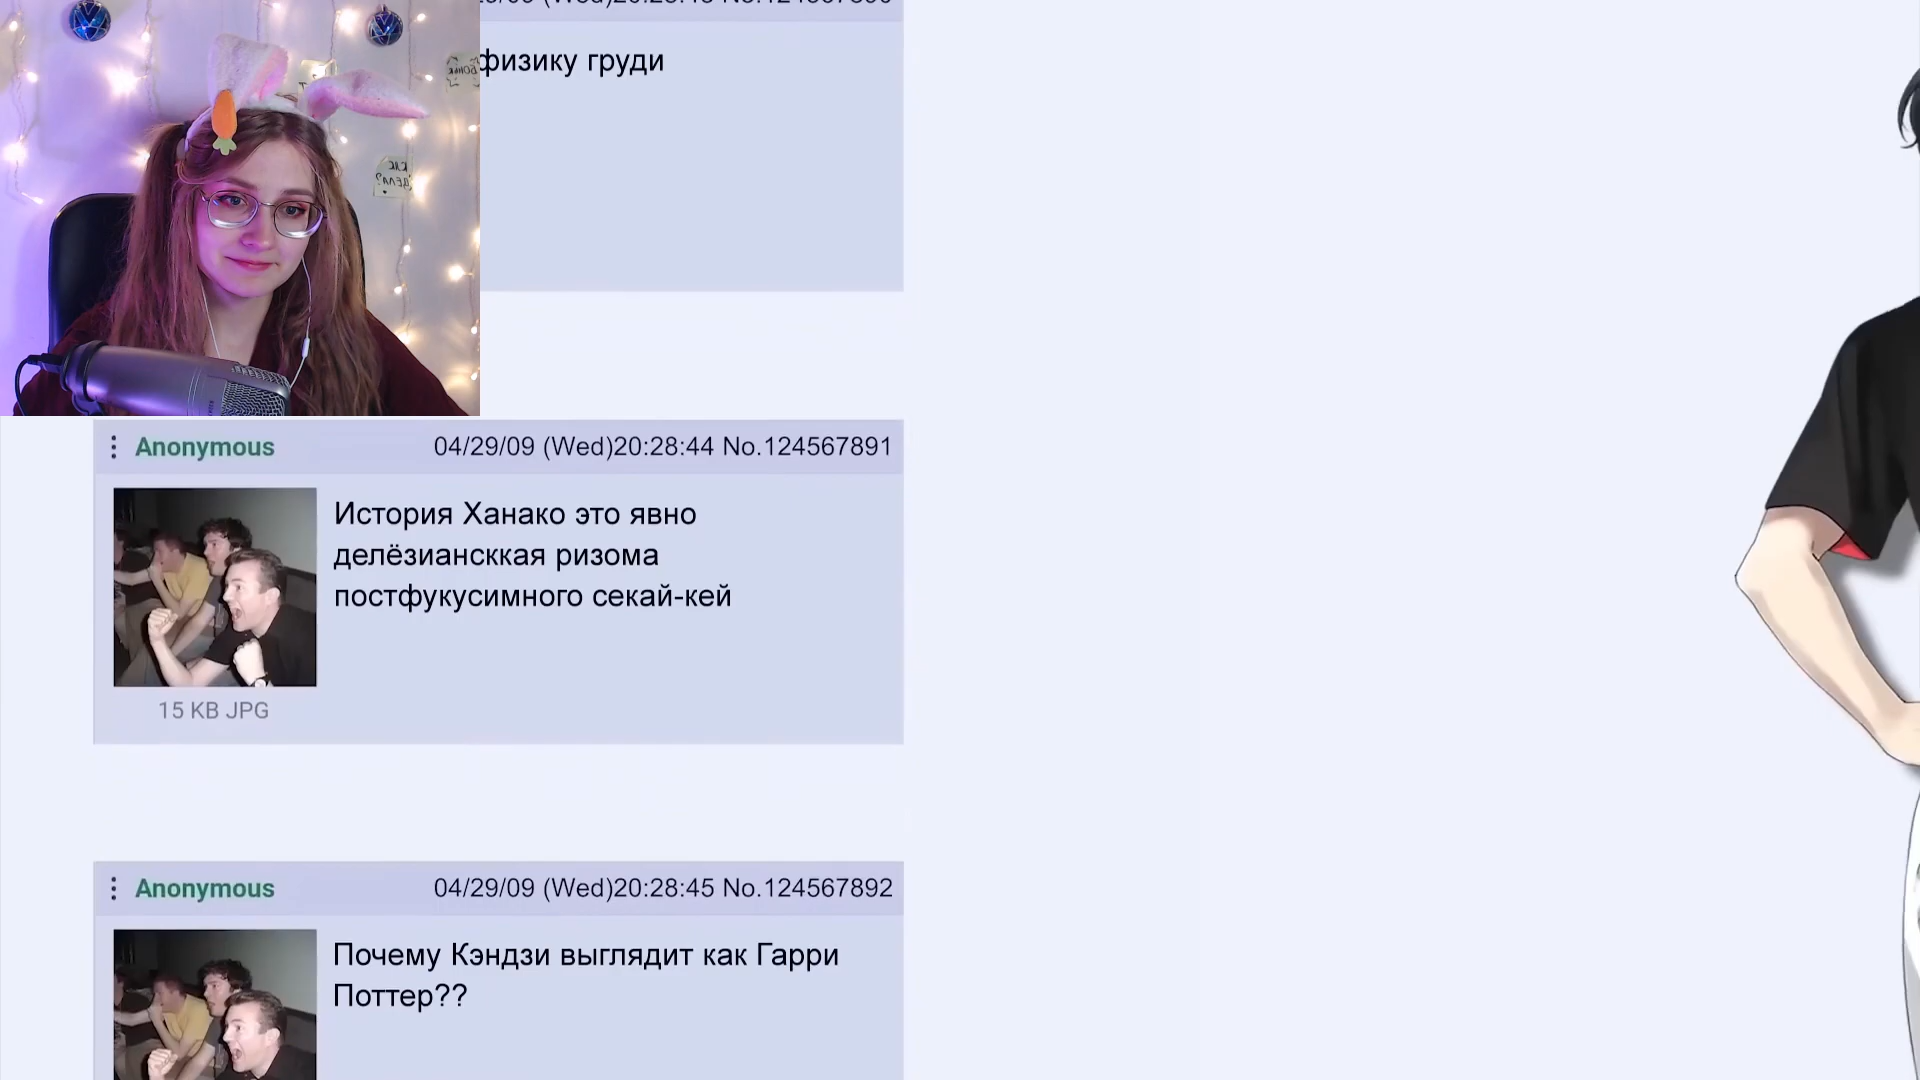 физику груди
КАК
ДЕЛА?
Anonymous 04/29/09 (Wed)20:28:44 No.124567891
История Ханако это явно
делёзиансккая ризома
постфукусимного секай-кей
15 KB JPG
Anonymous 04/29/09 (Wed)20:28:45 No.124567892
Почему Кэндзи выглядит как Гарри
Поттер??